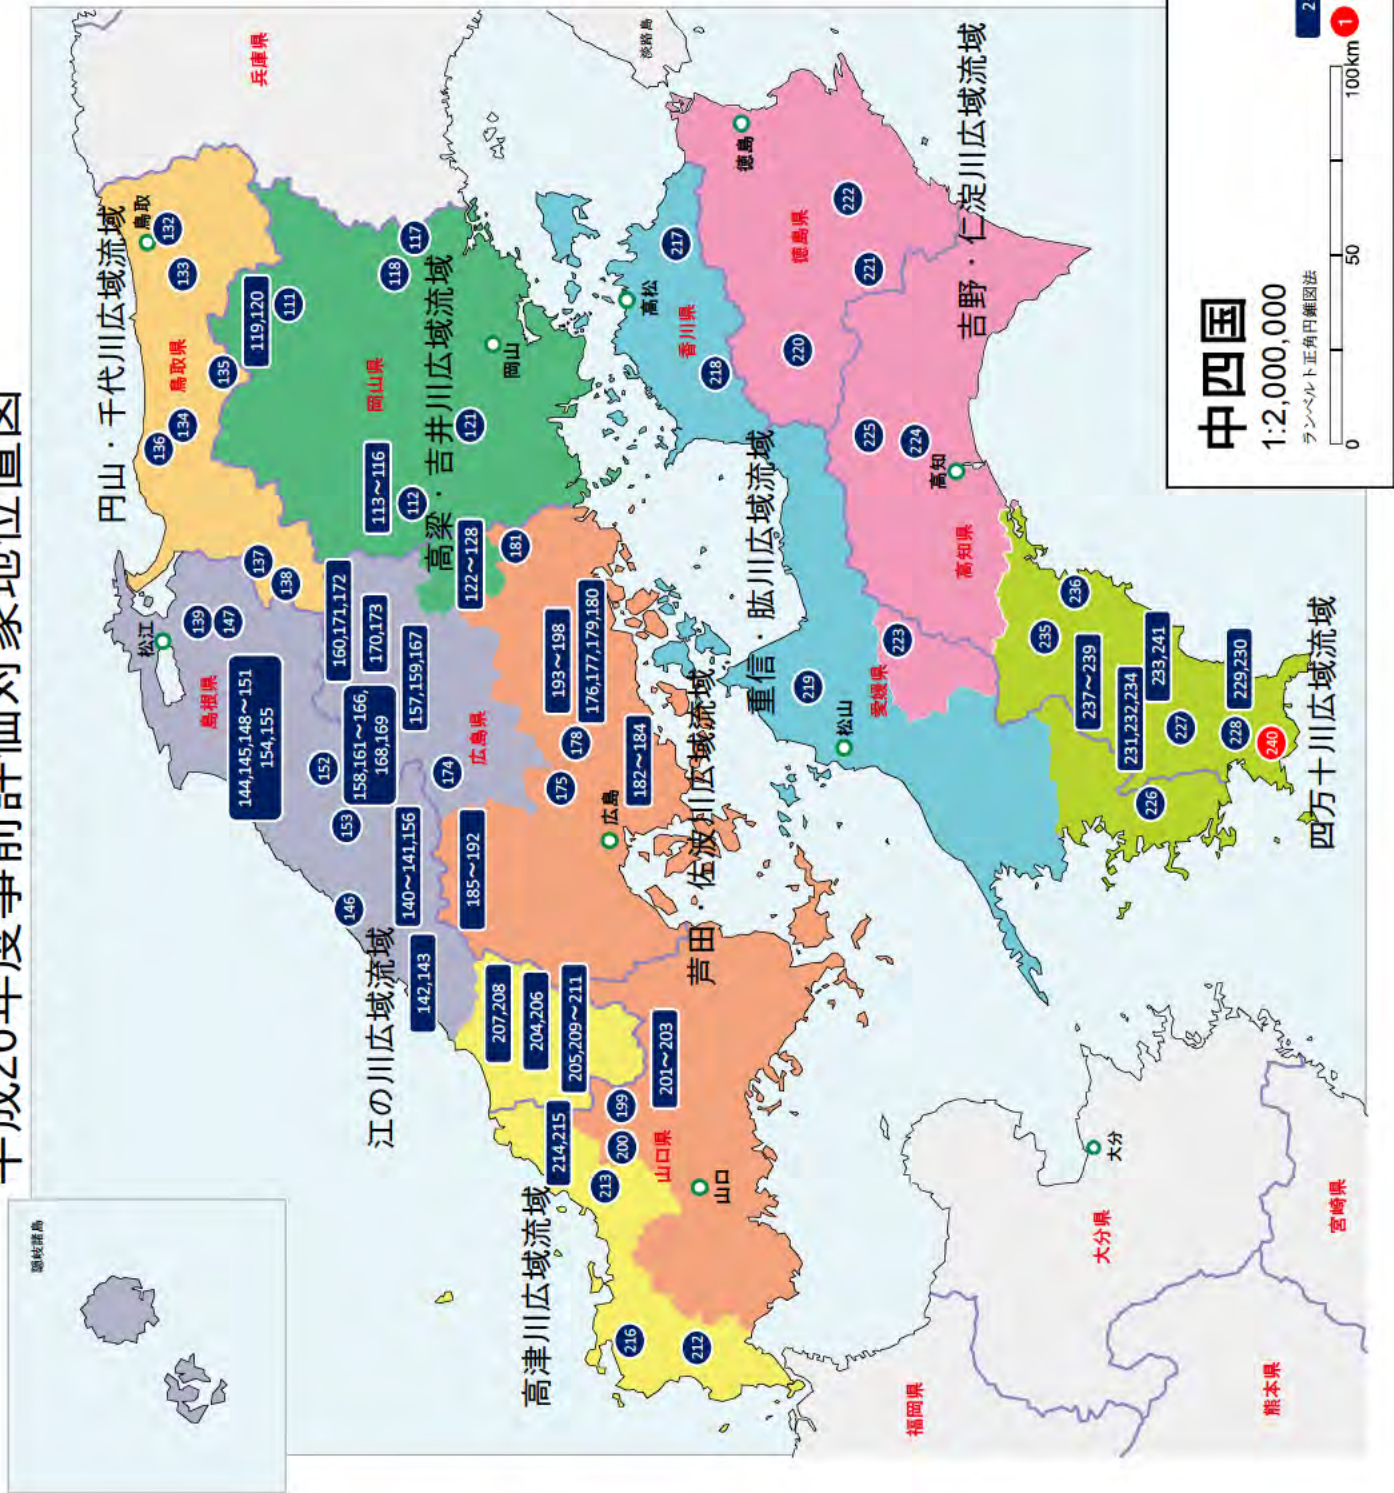 平成26年度事前評価対象地位置図
隠岐諸島
円山・千代川広域流域
兵庫県
鳥取
132
133
鳥取県
134
136
135
119,120
111
117
118
岡山県
高梁・吉井川広域流域
岡山
121
113～116
112
122～128
181
137
138
139
147
松江
島根県
144,145,148～151
154,155
160,171,172
170,173
157,159,167
152
158,161～166,
168,169
153
174
広島県
146
140～141,156
185～192
142,143
江の川広域流域
193～198
176,177,179,180
178
175
182～184
広島
芦田・佐波川広域流域
207,208
204,206
205,209～211
201～203
199
200
214,215
213
山口県
山口
高津川広域流域
216
212
淡路島
徳島
217
高松
香川県
218
徳島県
222
221
220
吉野・仁淀川広域流域
225
224
高知
高知県
重信・肱川広域流域
219
223
愛媛県
松山
235
236
237～239
231,232,234
233,241
229,230
227
228
240
226
四万十川広域流域
大分
大分県
福岡県
熊本県
宮崎県
中四国
1:2,000,000
ランベルト正角円錐図法
0
50
100km
2
1